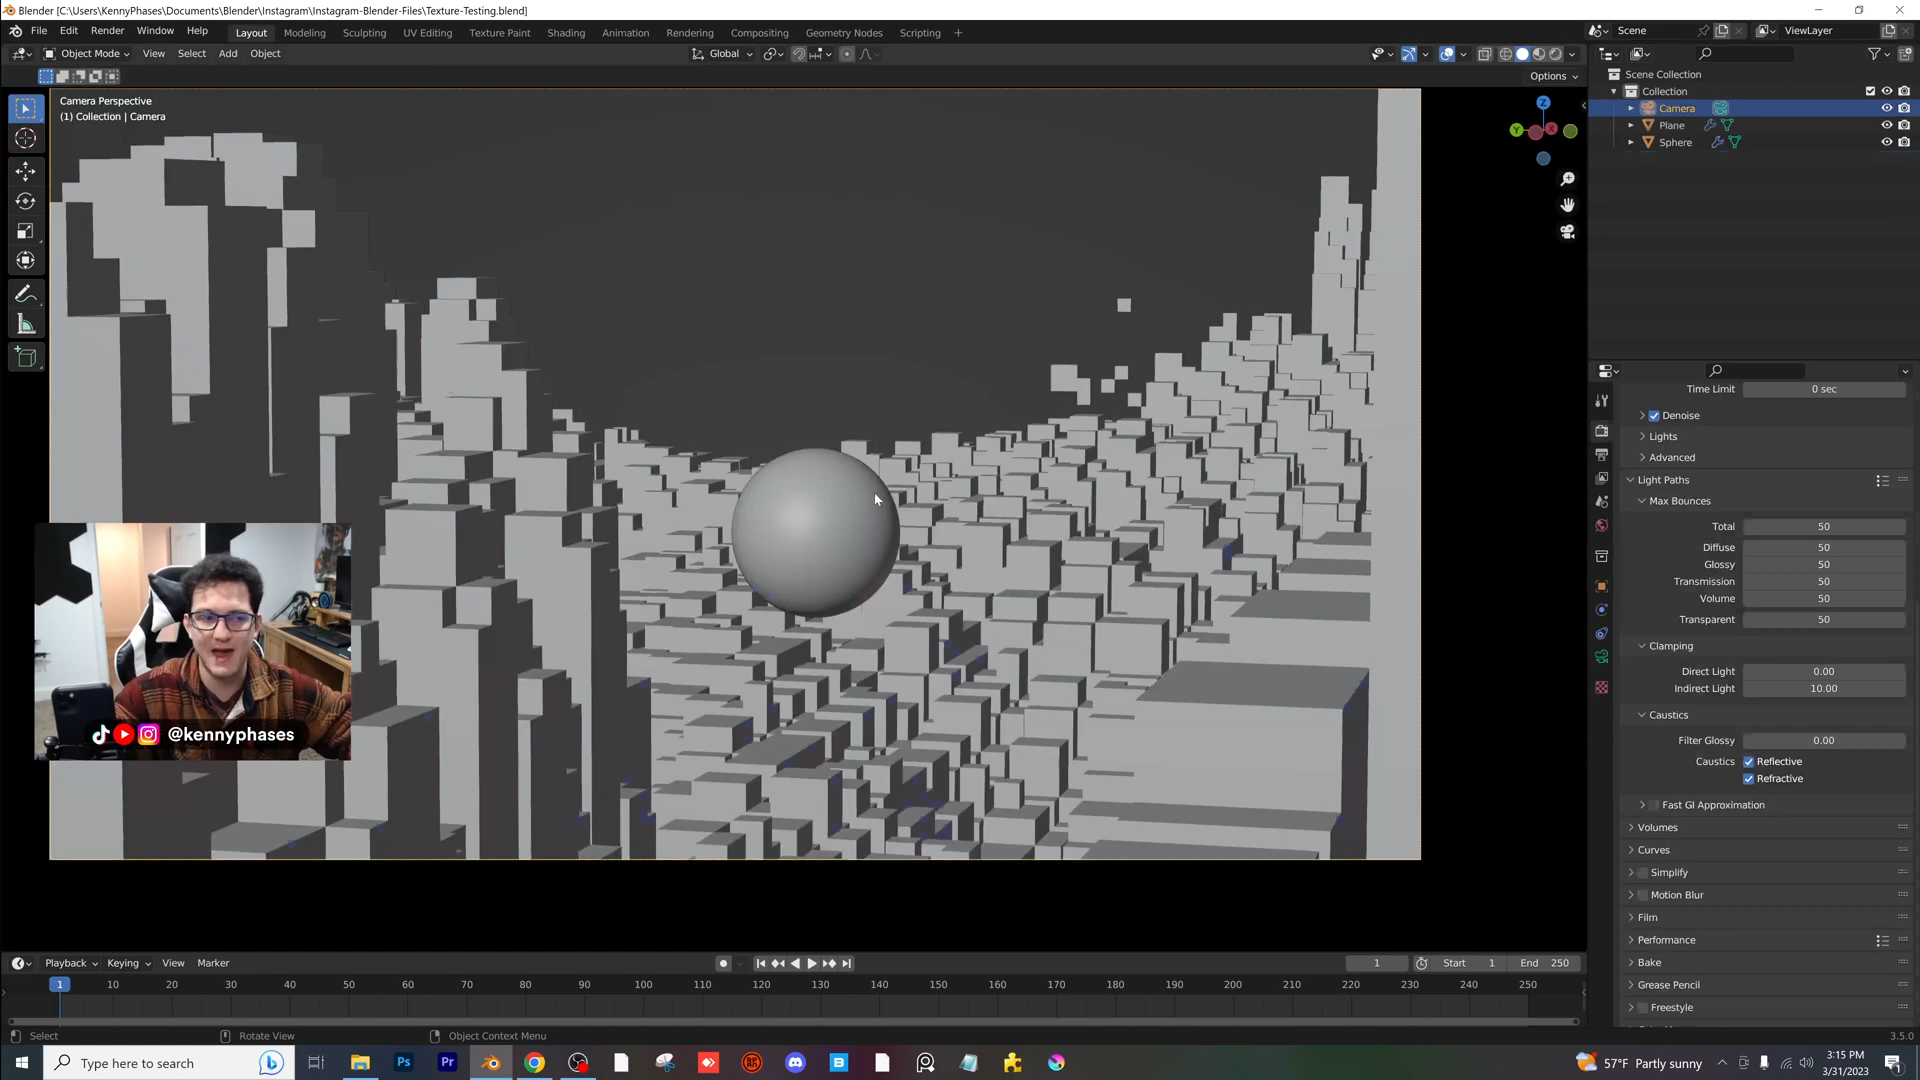 Blender [C:\Users\KennyPhases\Documents\Blender\Instagram\Instagram-Blender-Files\Texture-Testing.blend]
File Edit Render Window Help Layout Modeling Sculpting UV Editing Texture Paint Shading Animation Rendering Compositing Geometry Nodes Scripting + Scene ViewLayer
Object Mode View Select Add Object Global
Options
Camera Perspective
(1) Collection | Camera
Z
Y X
Scene Collection
Collection
Camera
Plane
Sphere
Time Limit 0 sec
Denoise
Lights
Advanced
Light Paths
Max Bounces
Total 50
Diffuse 50
Glossy 50
Transmission 50
Volume 50
Transparent 50
Clamping
Direct Light 0.00
Indirect Light 10.00
Caustics
Filter Glossy 0.00
Caustics Reflective
Refractive
Fast GI Approximation
Volumes
Curves
Simplify
Motion Blur
Film
Performance
Bake
Grease Pencil
Freestyle
@kennyphases
Playback Keying View Marker 1 Start 1 End 250
1 10 20 30 40 50 60 70 80 90 100 110 120 130 140 150 160 170 180 190 200 210 220 230 240 250
Select Rotate View Object Context Menu 3.5.0
Type here to search Ps Pr B 57°F Partly sunny 3:15 PM
3/31/2023 1